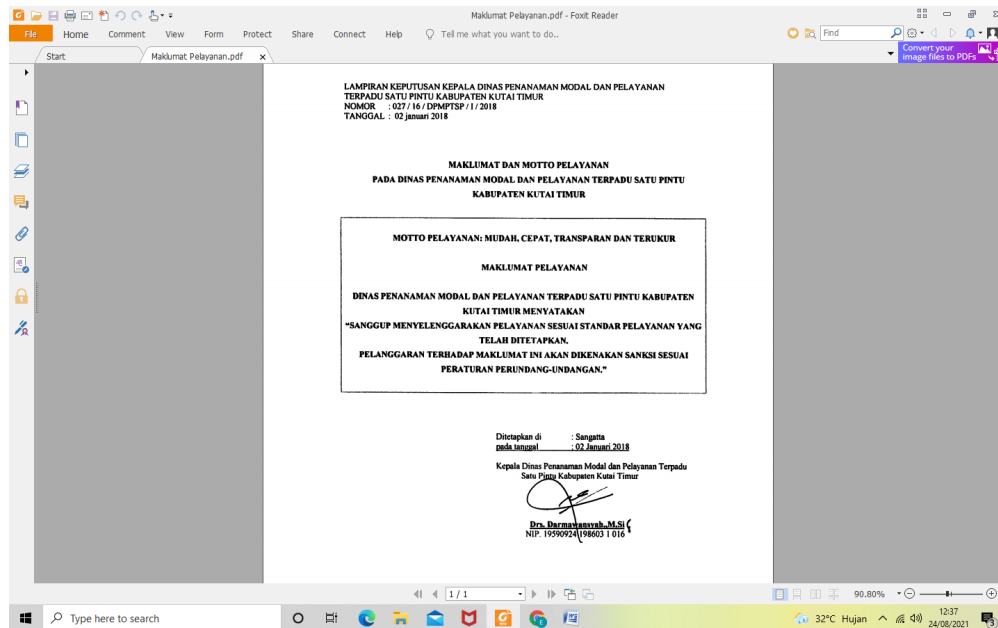 Maklumat Pelayanan.pdf - Foxit Reader
File Home Comment View Form Protect Share Connect Help Tell me what you want to do.. Find
Start Maklumat Pelayanan.pdf x
Convert your
image files to PDFs
LAMPIRAN KEPUTUSAN KEPALA DINAS PENANAMAN MODAL DAN PELAYANAN
TERPADU SATU PINTU KABUPATEN KUTAI TIMUR
NOMOR : 027 / 16 / DPMPTSP / I / 2018
TANGGAL : 02 januari 2018
MAKLUMAT DAN MOTTO PELAYANAN
PADA DINAS PENANAMAN MODAL DAN PELAYANAN TERPADU SATU PINTU
KABUPATEN KUTAI TIMUR
MOTTO PELAYANAN: MUDAH, CEPAT, TRANSPARAN DAN TERUKUR
MAKLUMAT PELAYANAN
DINAS PENANAMAN MODAL DAN PELAYANAN TERPADU SATU PINTU KABUPATEN
KUTAI TIMUR MENYATAKAN
"SANGGUP MENYELENGGARAKAN PELAYANAN SESUAI STANDAR PELAYANAN YANG
TELAH DITETAPKAN.
PELANGGARAN TERHADAP MAKLUMAT INI AKAN DIKENAKAN SANKSI SESUAI
PERATURAN PERUNDANG-UNDANGAN."
Ditetapkan di : Sangatta
pada tanggal : 02 Januari 2018
Kepala Dinas Penanaman Modal dan Pelayanan Terpadu
Satu Pintu Kabupaten Kutai Timur
Drs. Darmawansyah.,M.Si
NIP. 19590924 198603 1 016
1 / 1
90.80%
Type here to search
32°C Hujan
12:37
24/08/2021